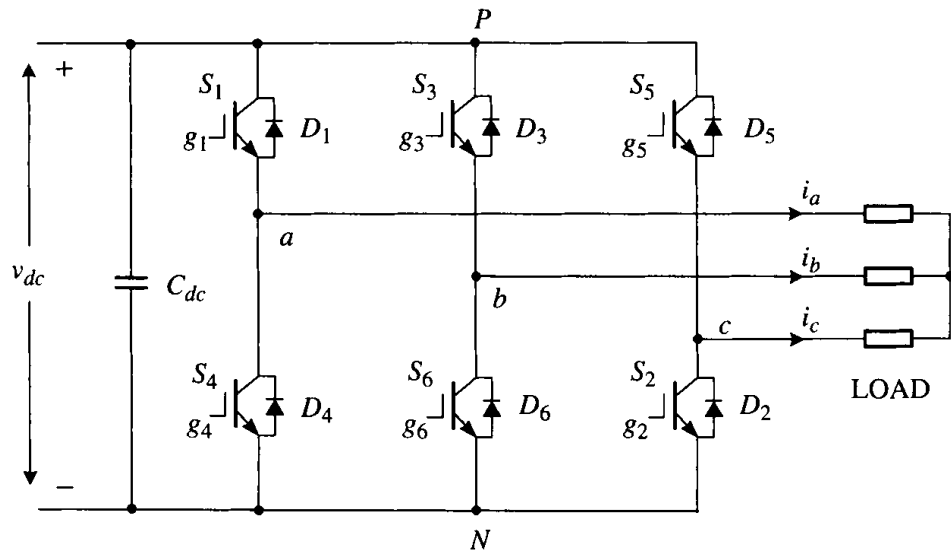 P
+
S1
S3
S5
g1
D1
g3
D3
g5
D5
ia
a
vdc
Cdc
ib
b
ic
c
S4
S6
S2
LOAD
g4
D4
g6
D6
g2
D2
−
N